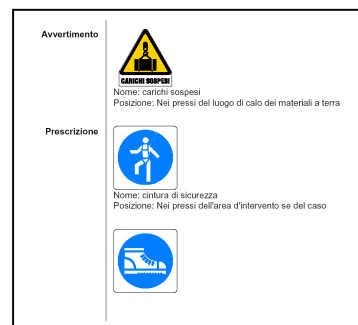 Avvertimento
CARICHI SOSPESI
Nome: carichi sospesi
Posizione: Nei pressi del luogo di calo dei materiali a terra
Prescrizione
Nome: cintura di sicurezza
Posizione: Nei pressi dell'area d'intervento se del caso